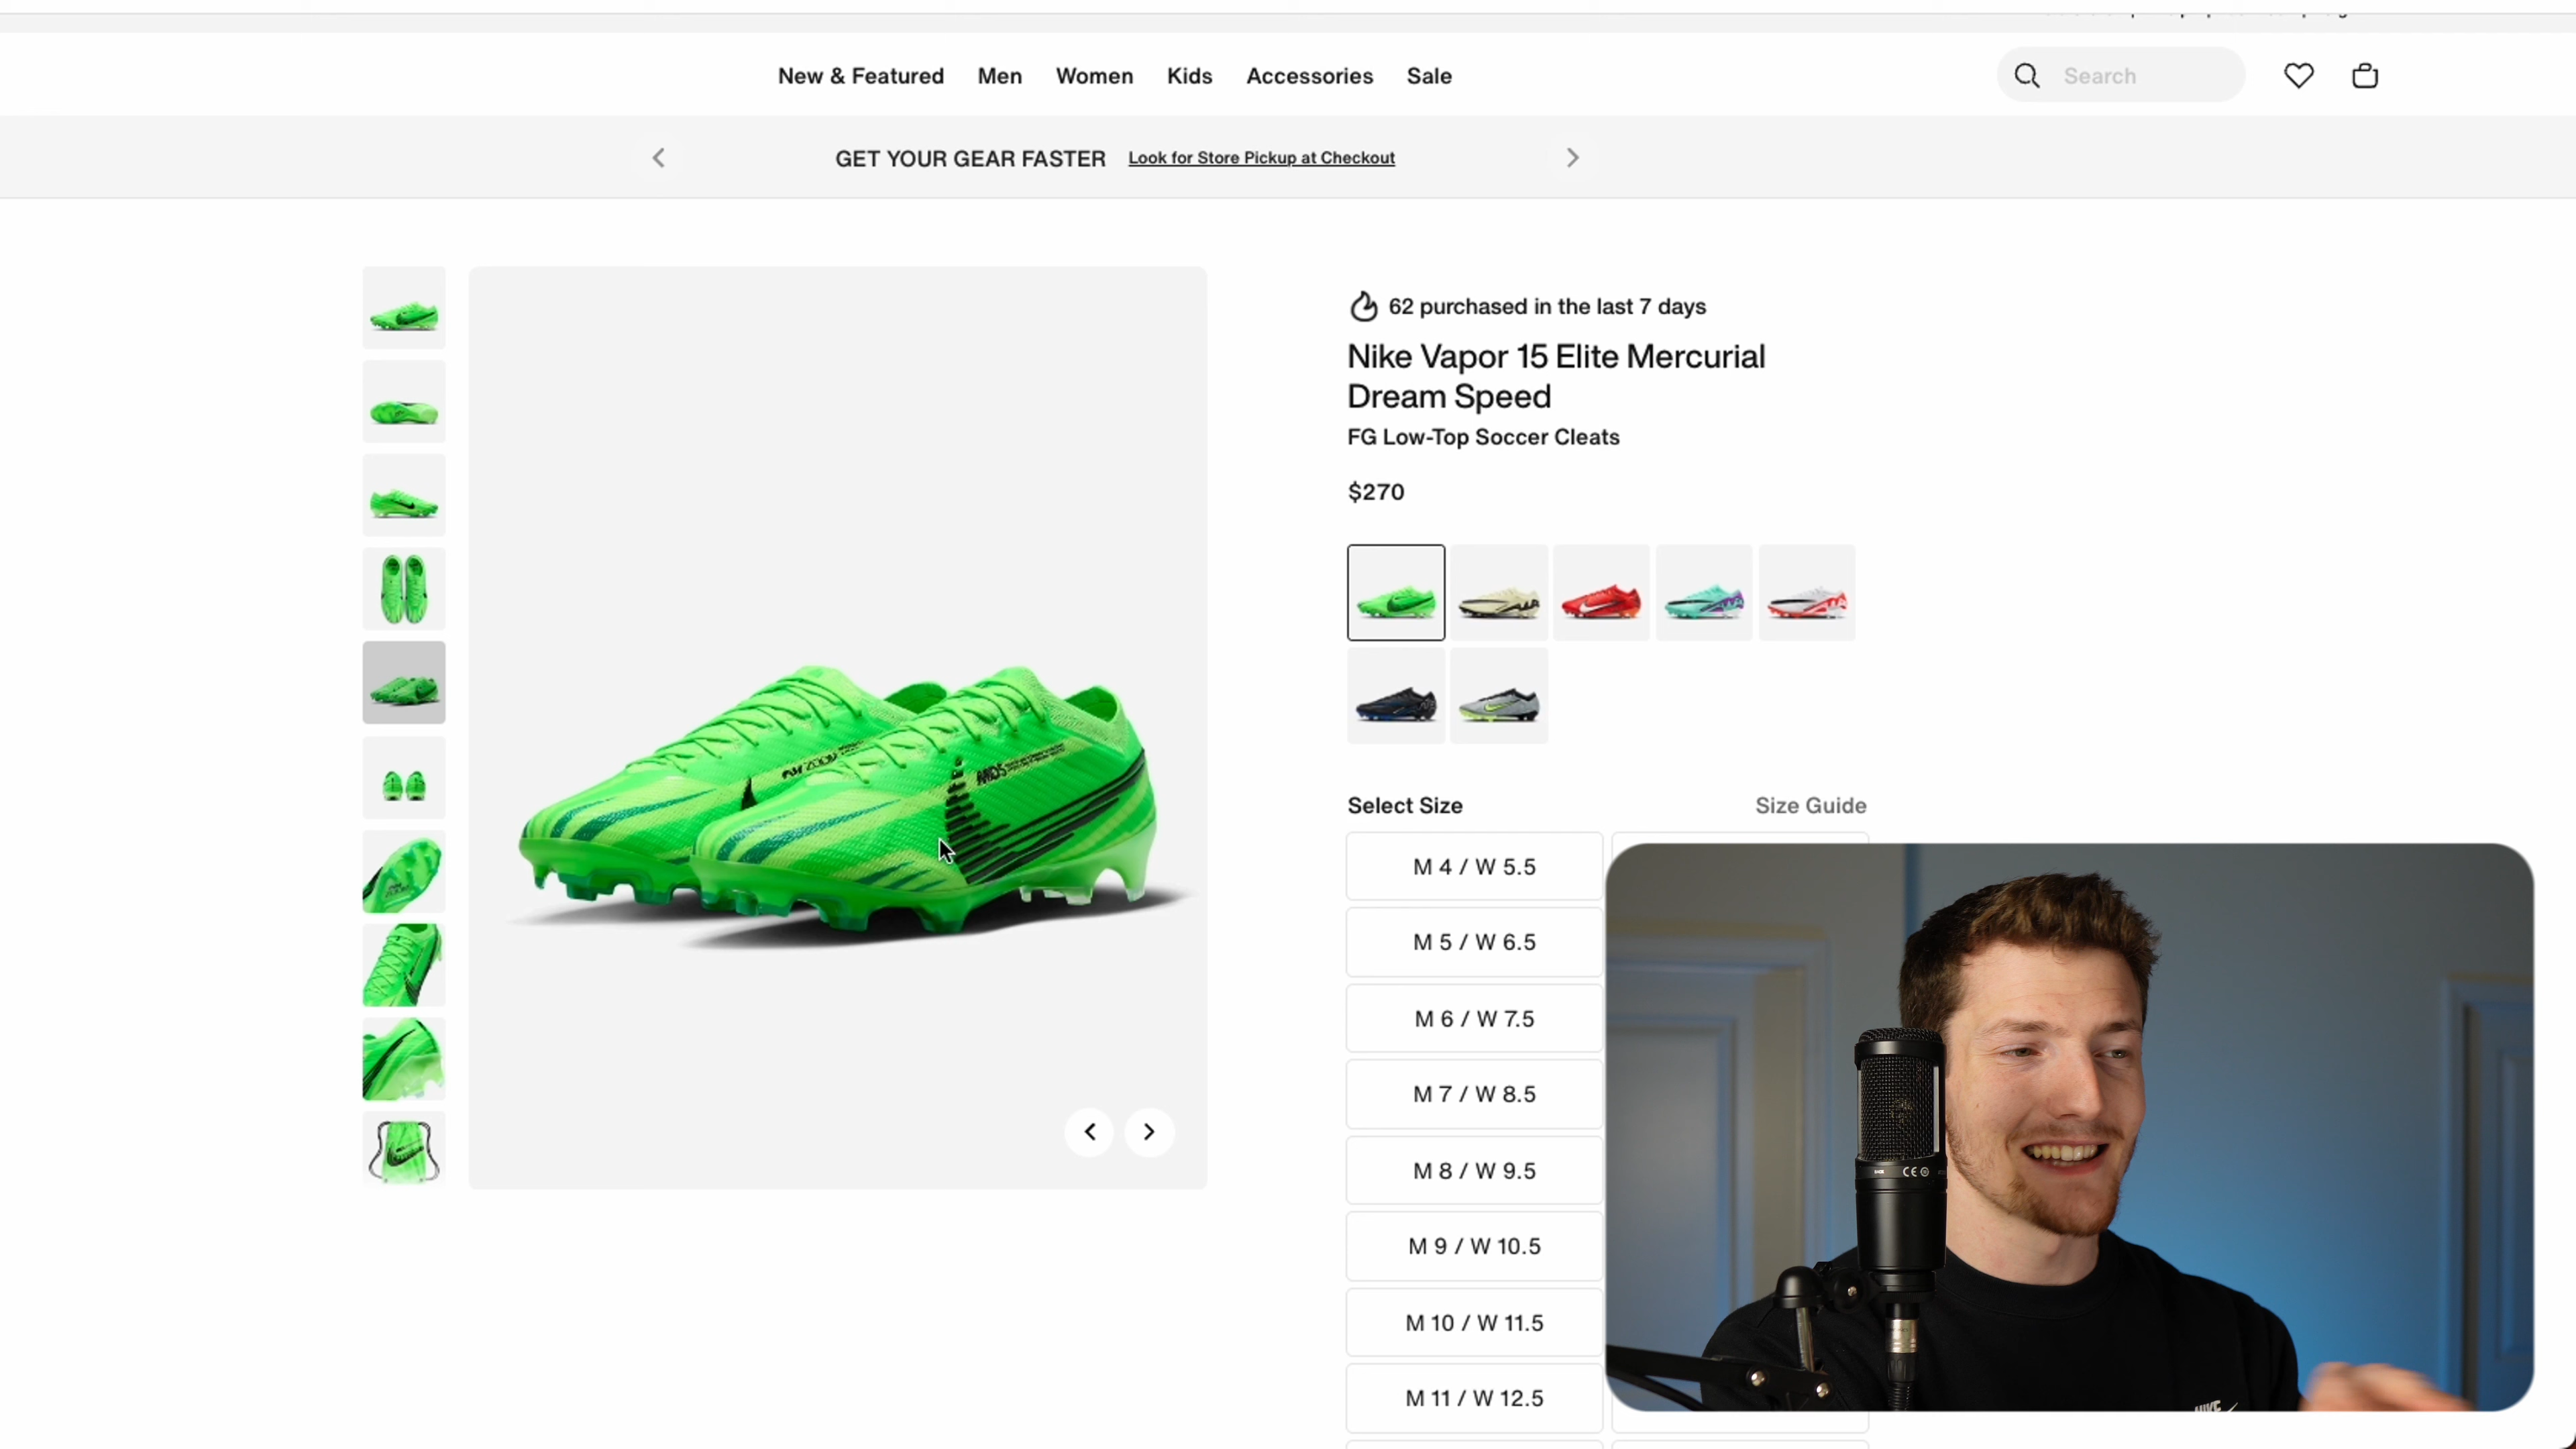 New & Featured Men Women Kids Accessories Sale
Search
GET YOUR GEAR FASTER Look for Store Pickup at Checkout
62 purchased in the last 7 days
Nike Vapor 15 Elite Mercurial
Dream Speed
FG Low-Top Soccer Cleats
$270
MDS
Select Size Size Guide
M 4 / W 5.5
M 5 / W 6.5
M 6 / W 7.5
M 7 / W 8.5
M 8 / W 9.5
M 9 / W 10.5
M 10 / W 11.5
M 11 / W 12.5
CE
NIKE